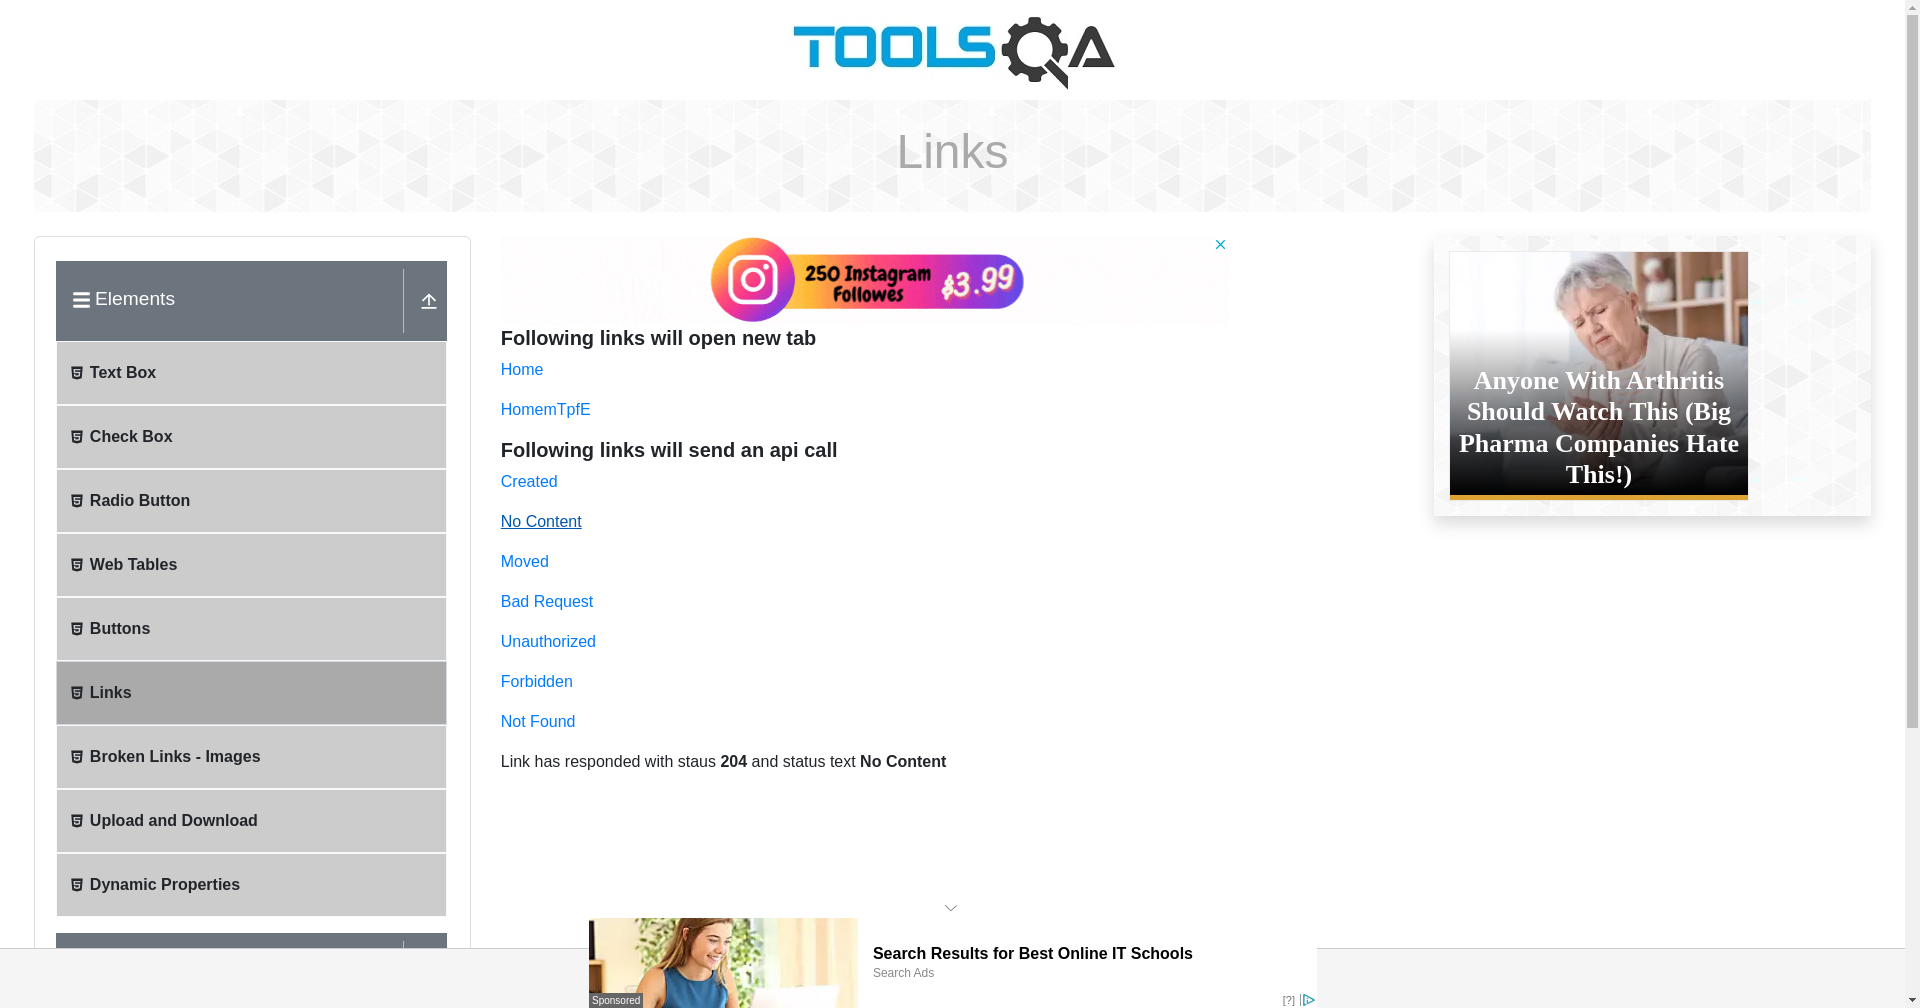 TOOLSQA
Links
Elements
Text Box
Check Box
Radio Button
Web Tables
Buttons
Links
Broken Links - Images
Upload and Download
Dynamic Properties
250 Instagram
Followes
$3.99
Following links will open new tab
Home
HomemTpfE
Following links will send an api call
Created
No Content
Moved
Bad Request
Unauthorized
Forbidden
Not Found
Link has responded with staus 204 and status text No Content
Anyone With Arthritis
Should Watch This (Big
Pharma Companies Hate
This!)
Search Results for Best Online IT Schools
Search Ads
Sponsored
[?]